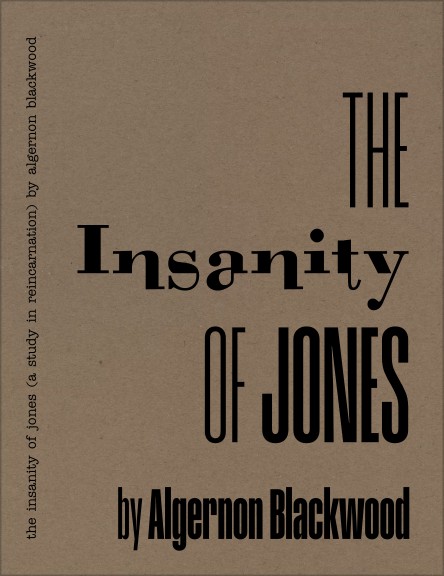 THE
Insanity
OF JONES
by Algernon Blackwood
the insanity of jones (a study in reincarnation) by algernon blackwood